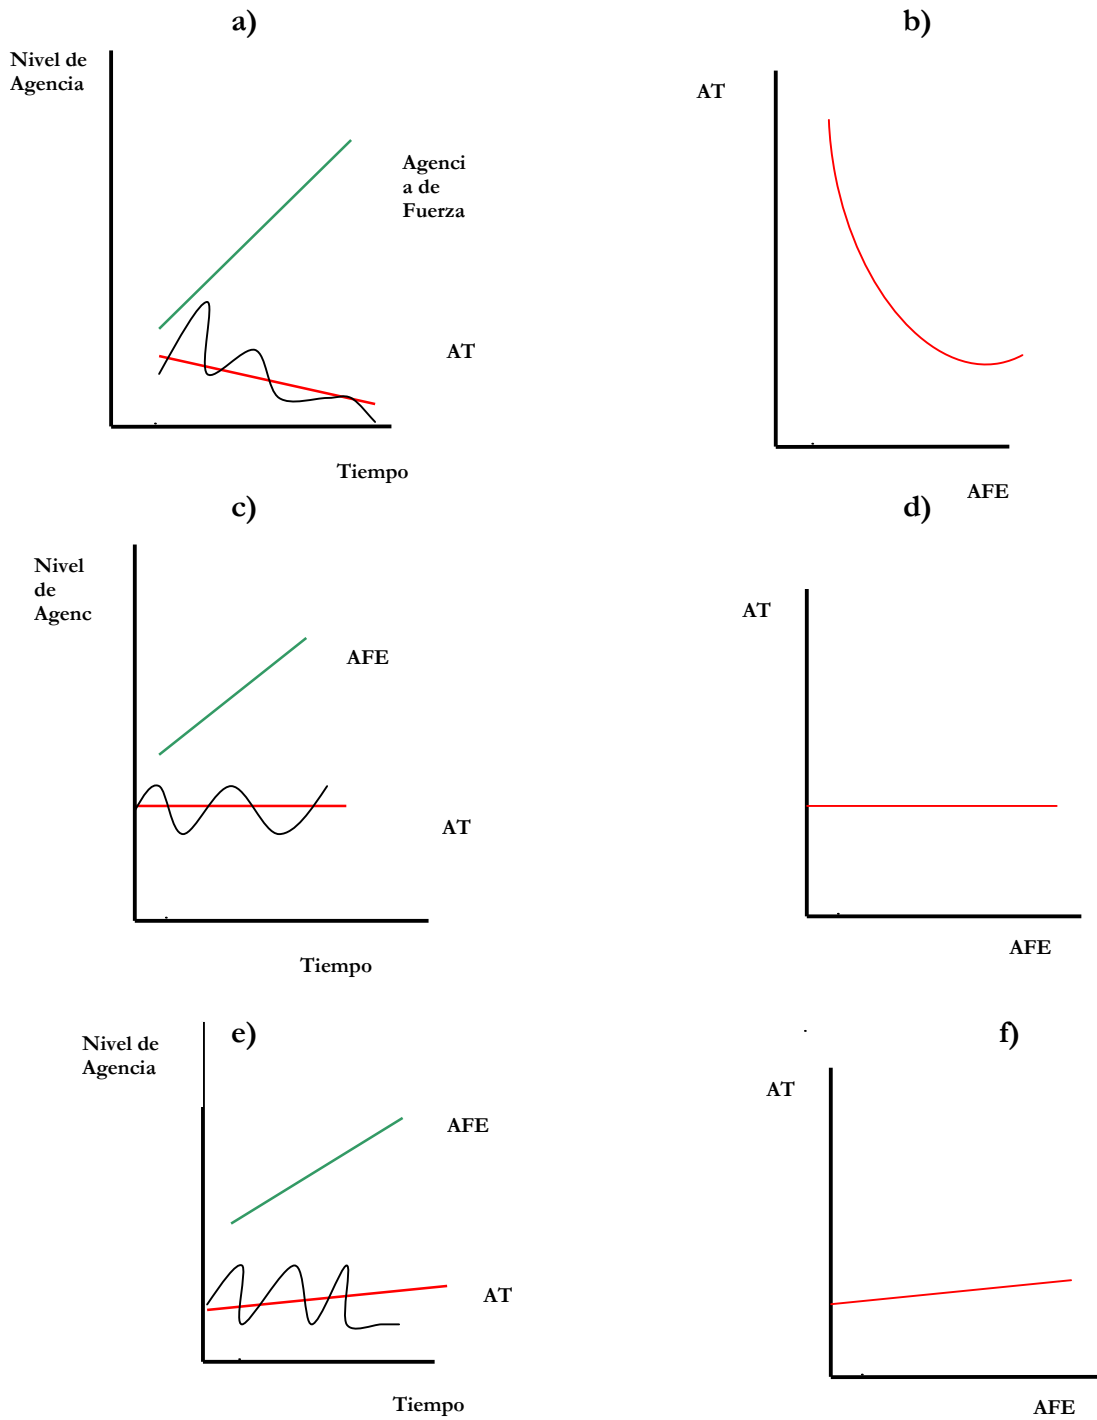 a)
b)
Nivel de
Agencia
AT
Agenci
a de
Fuerza
AT
Tiempo
AFE
c)
d)
Nivel
de
Agenc
AT
AFE
AT
Tiempo
AFE
e)
f)
Nivel de
Agencia
AT
AFE
AT
Tiempo
AFE